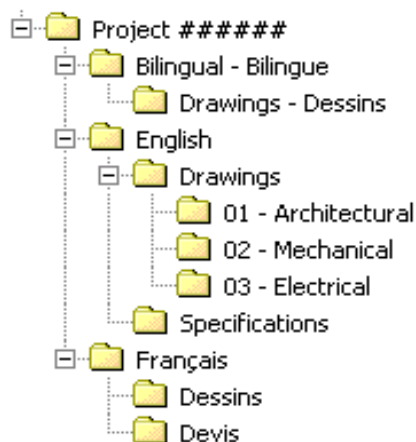 Project ######
Bilingual - Bilingue
Drawings - Dessins
English
Drawings
01 - Architectural
02 - Mechanical
03 - Electrical
Specifications
Français
Dessins
Devis